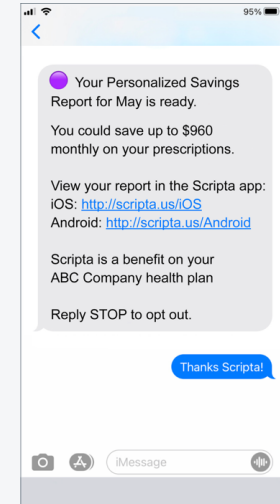 95%
Your Personalized Savings
Report for May is ready.
You could save up to $960
monthly on your prescriptions.
View your report in the Scripta app:
iOS: http://scripta.us/iOS
Android: http://scripta.us/Android
Scripta is a benefit on your
ABC Company health plan
Reply STOP to opt out.
Thanks Scripta!
iMessage